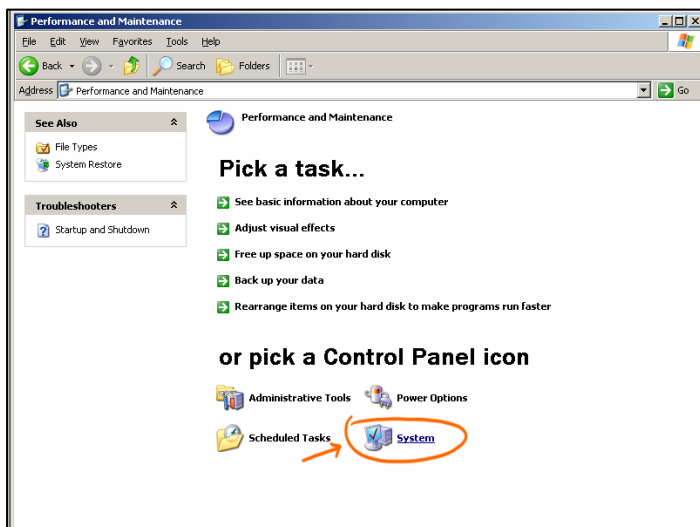 Performance and Maintenance
File Edit View Favorites Tools Help
Back Search Folders
Address Performance and Maintenance Go
See Also
File Types
System Restore
Troubleshooters
Startup and Shutdown
Performance and Maintenance
Pick a task...
See basic information about your computer
Adjust visual effects
Free up space on your hard disk
Back up your data
Rearrange items on your hard disk to make programs run faster
or pick a Control Panel icon
Administrative Tools Power Options
Scheduled Tasks System